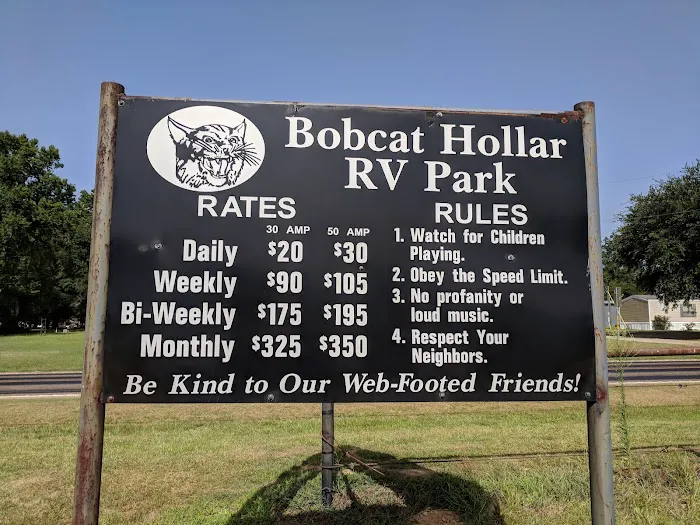 Bobcat Hollar
RV Park
RATES
30 AMP 50 AMP
Daily $20 $30
Weekly $90 $105
Bi-Weekly $175 $195
Monthly $325 $350
RULES
1. Watch for Children
Playing.
2. Obey the Speed Limit.
3. No profanity or
loud music.
4. Respect Your
Neighbors.
Be Kind to Our Web-Footed Friends!